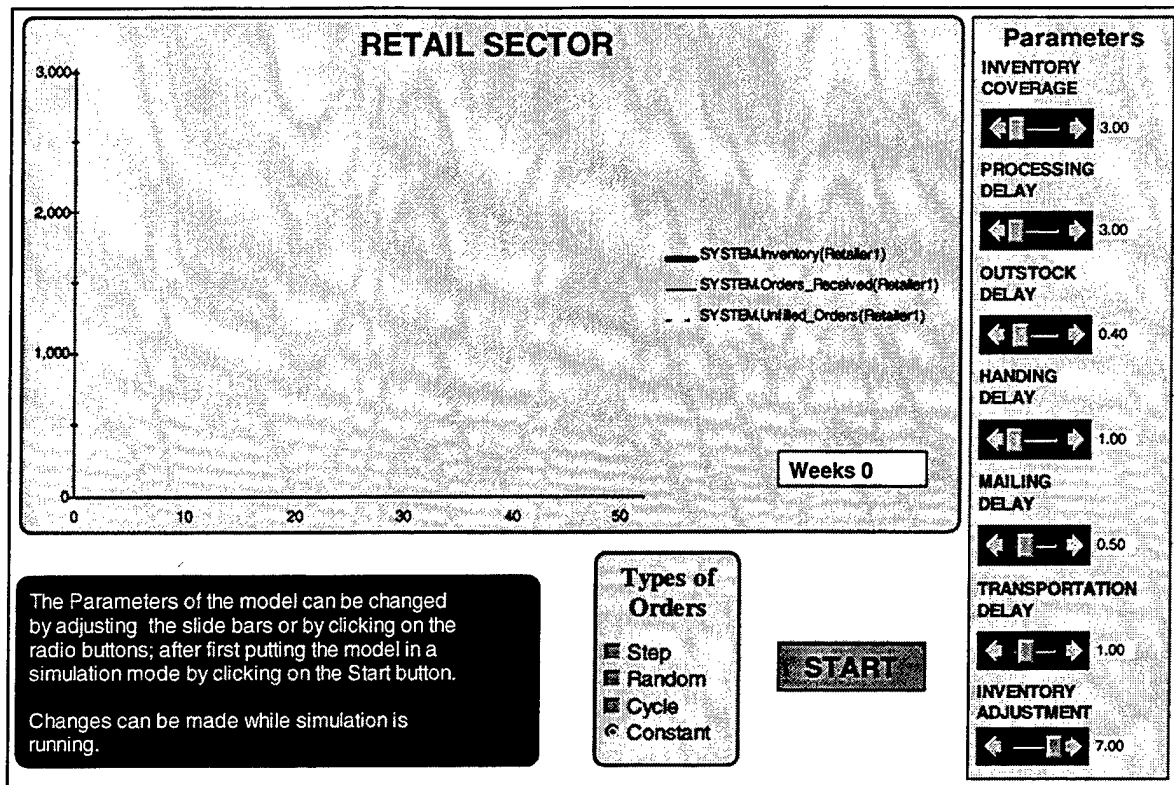 RETAIL SECTOR
3,000
2,000
1,000
0
0 10 20 30 40 50
SYSTEM.Inventory(Retailer1)
SYSTEM.Orders_Received(Retailer1)
SYSTEM.Unfilled_Orders(Retailer1)
Weeks 0
Parameters
INVENTORY
COVERAGE
3.00
PROCESSING
DELAY
3.00
OUTSTOCK
DELAY
0.40
HANDING
DELAY
1.00
MAILING
DELAY
0.50
TRANSPORTATION
DELAY
1.00
INVENTORY
ADJUSTMENT
7.00
The Parameters of the model can be changed
by adjusting the slide bars or by clicking on the
radio buttons; after first putting the model in a
simulation mode by clicking on the Start button.
Changes can be made while simulation is
running.
Types of
Orders
Step
Random
Cycle
Constant
START